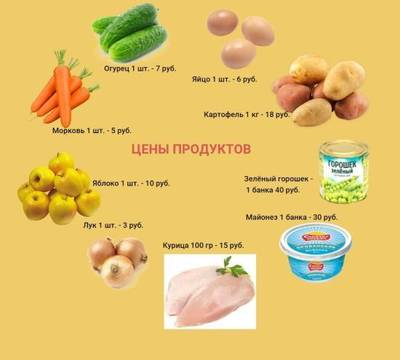 Огурец 1 шт. - 7 руб.
Яйцо 1 шт. - 6 руб.
Картофель 1 кг - 18 руб.
Морковь 1 шт. - 5 руб.
ЦЕНЫ ПРОДУКТОВ
ГОРОШЕК
зелёный
Зелёный горошек -
1 банка 40 руб.
Яблоко 1 шт. - 10 руб.
Майонез 1 банка - 30 руб.
Лук 1 шт. - 3 руб.
Курица 100 гр - 15 руб.